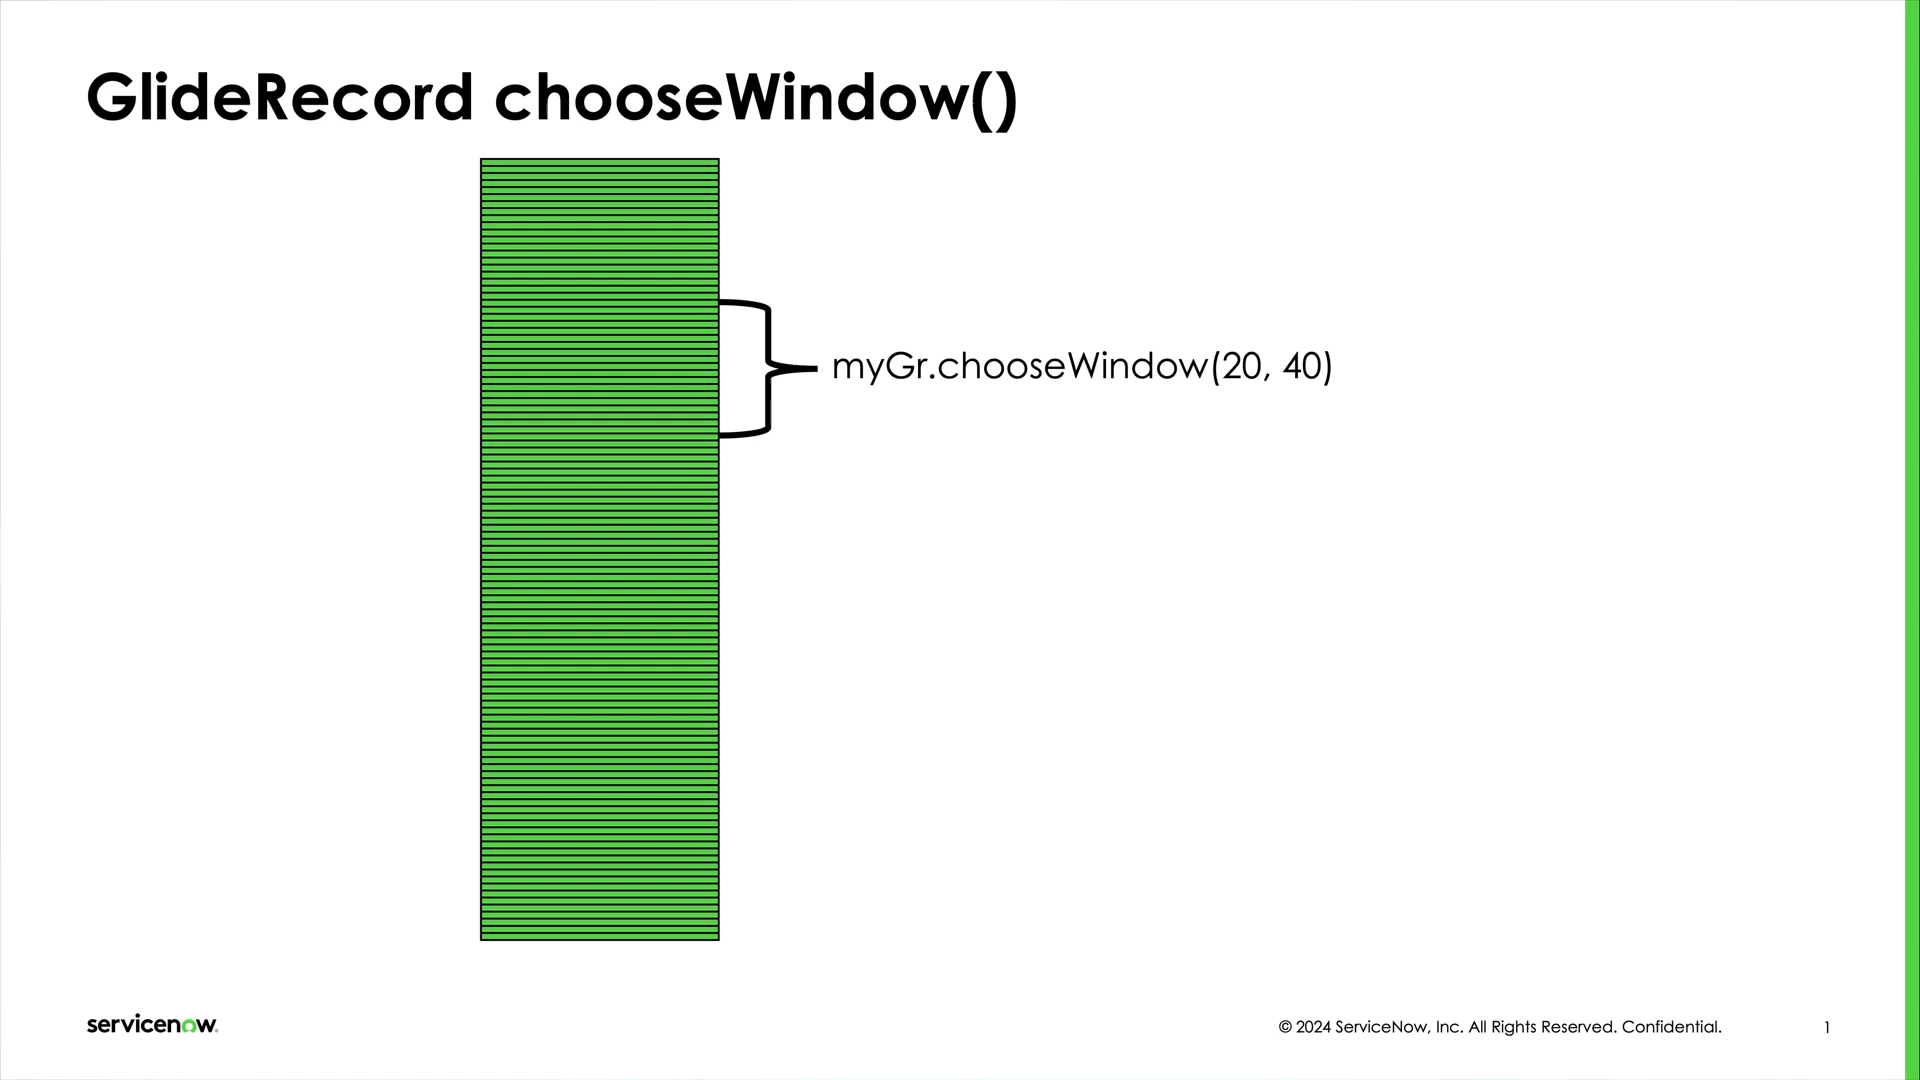 GlideRecord chooseWindow()
myGr.chooseWindow(20, 40)
servicenow.
© 2024 ServiceNow, Inc. All Rights Reserved. Confidential.
1